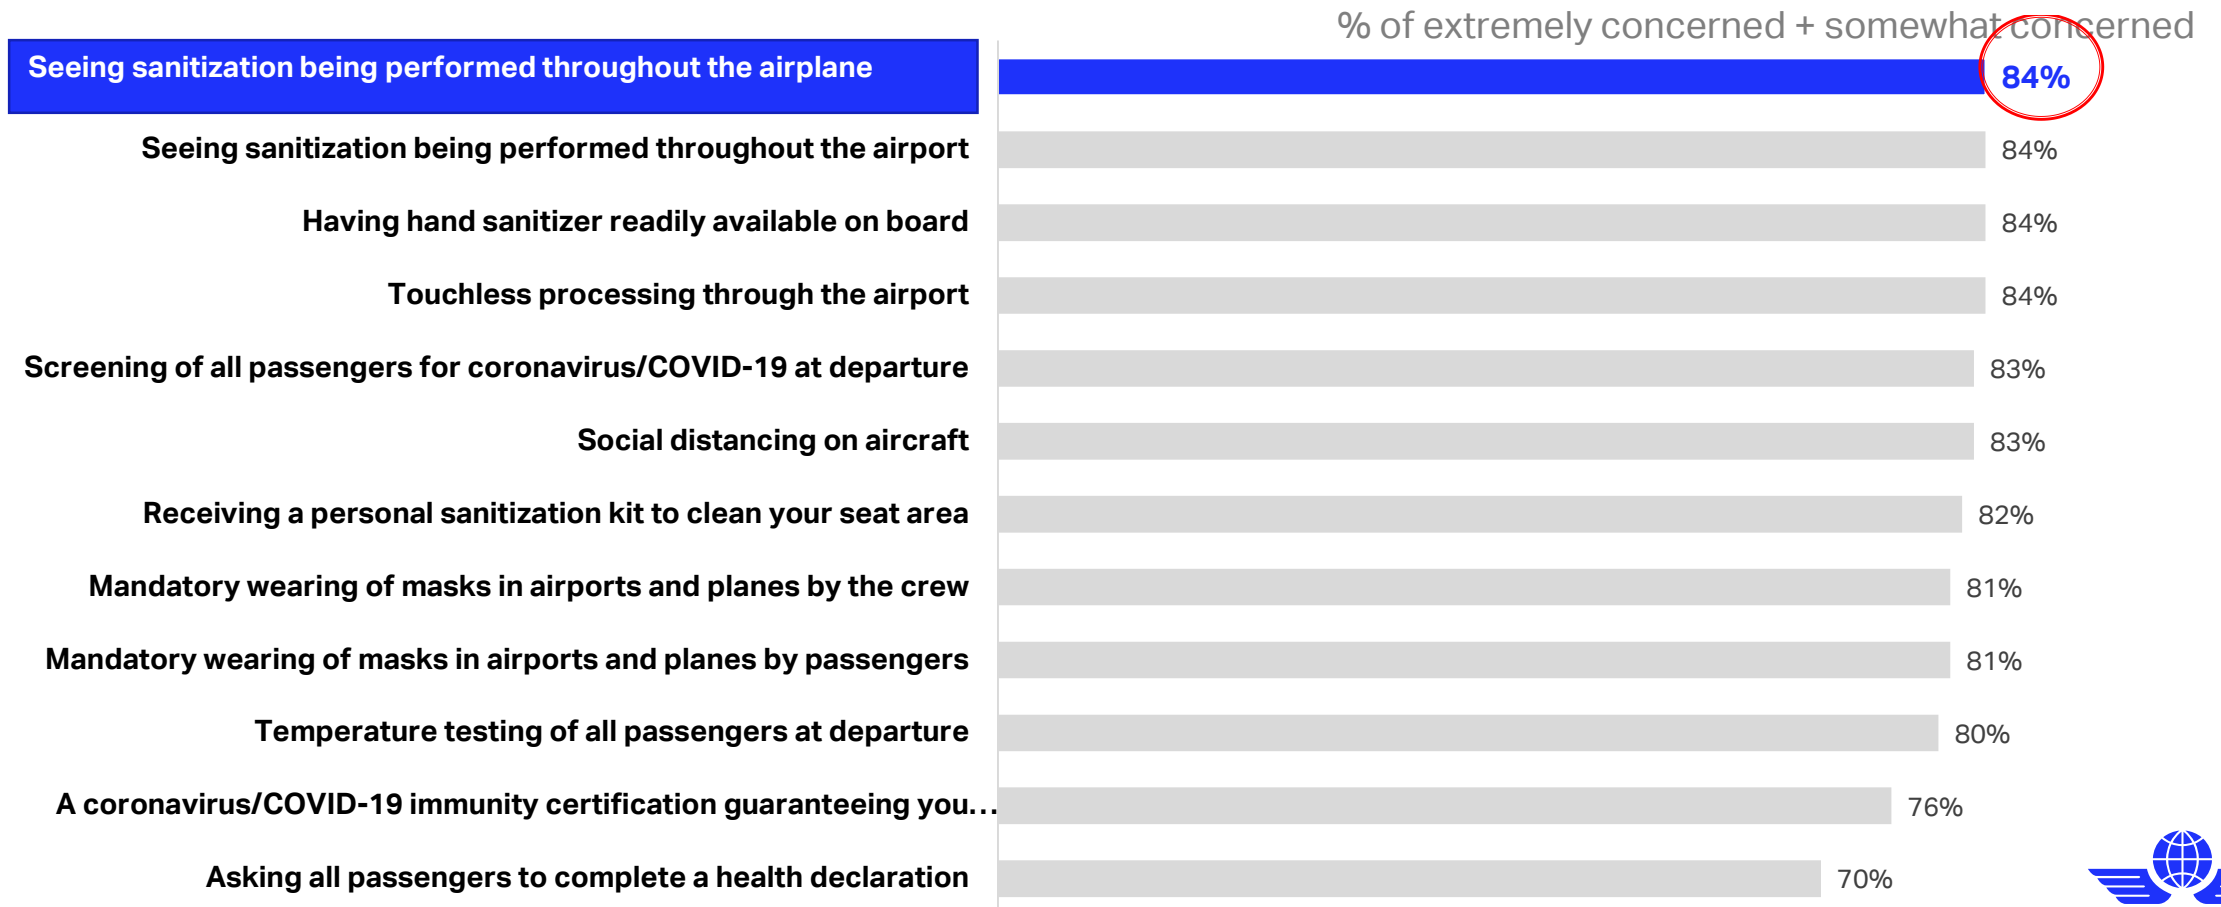 % of extremely concerned + somewhat concerned
Seeing sanitization being performed throughout the airplane 84%
Seeing sanitization being performed throughout the airport 84%
Having hand sanitizer readily available on board 84%
Touchless processing through the airport 84%
Screening of all passengers for coronavirus/COVID-19 at departure 83%
Social distancing on aircraft 83%
Receiving a personal sanitization kit to clean your seat area 82%
Mandatory wearing of masks in airports and planes by the crew 81%
Mandatory wearing of masks in airports and planes by passengers 81%
Temperature testing of all passengers at departure 80%
A coronavirus/COVID-19 immunity certification guaranteeing you… 76%
Asking all passengers to complete a health declaration 70%